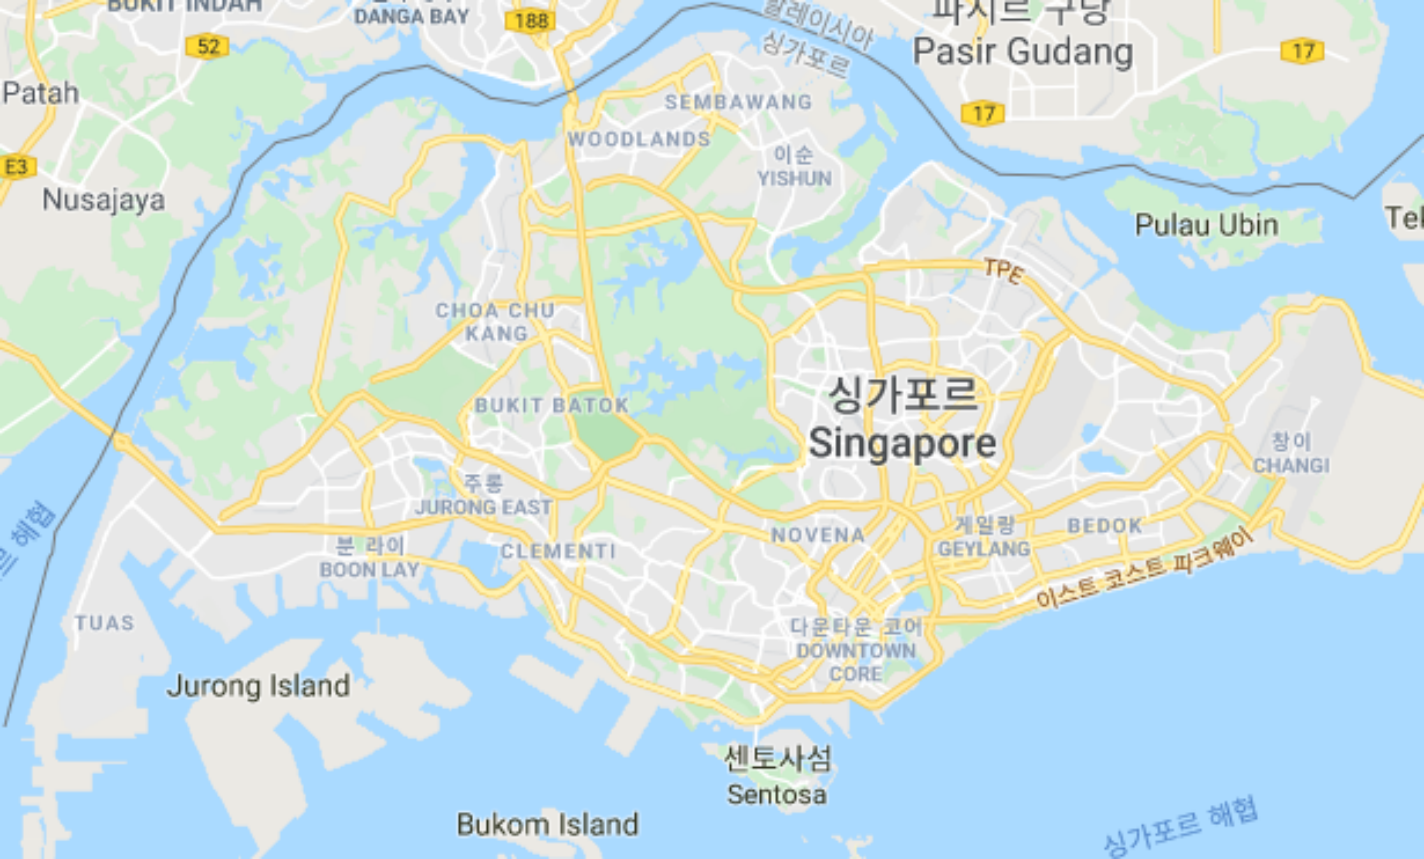 BUKIT INDAH
DANGA BAY
188
52
파시르 구당
Pasir Gudang
17
17
말레이시아
싱가포르
Patah
E3
Nusajaya
SEMBAWANG
WOODLANDS
이순
YISHUN
Pulau Ubin
TPE
CHOA CHU
KANG
BUKIT BATOK
싱가포르
Singapore
창이
CHANGI
주롱
JURONG EAST
분 라이
BOON LAY
CLEMENTI
NOVENA
게일랑
GEYLANG
BEDOK
이스트 코스트 파크웨이
해협
TUAS
다운타운 코어
DOWNTOWN
CORE
Jurong Island
센토사섬
Sentosa
Bukom Island
싱가포르 해협